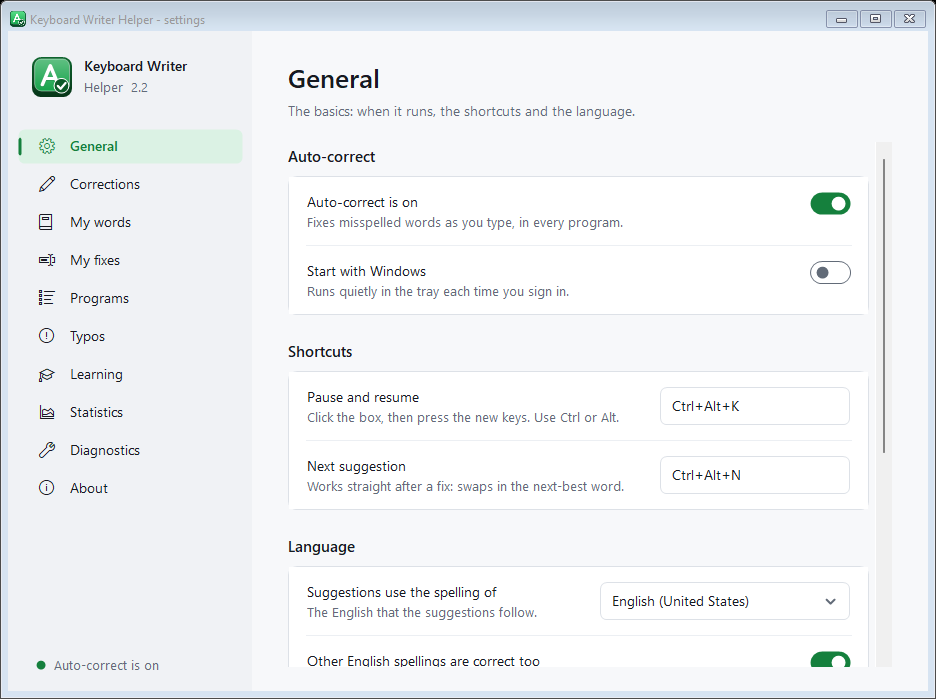 Keyboard Writer Helper - settings
Keyboard Writer
Helper 2.2
General
Corrections
My words
My fixes
Programs
Typos
Learning
Statistics
Diagnostics
About
Auto-correct is on
General
The basics: when it runs, the shortcuts and the language.
Auto-correct
Auto-correct is on
Fixes misspelled words as you type, in every program.
Start with Windows
Runs quietly in the tray each time you sign in.
Shortcuts
Pause and resume
Click the box, then press the new keys. Use Ctrl or Alt.
Ctrl+Alt+K
Next suggestion
Works straight after a fix: swaps in the next-best word.
Ctrl+Alt+N
Language
Suggestions use the spelling of
The English that the suggestions follow.
English (United States)
Other English spellings are correct too